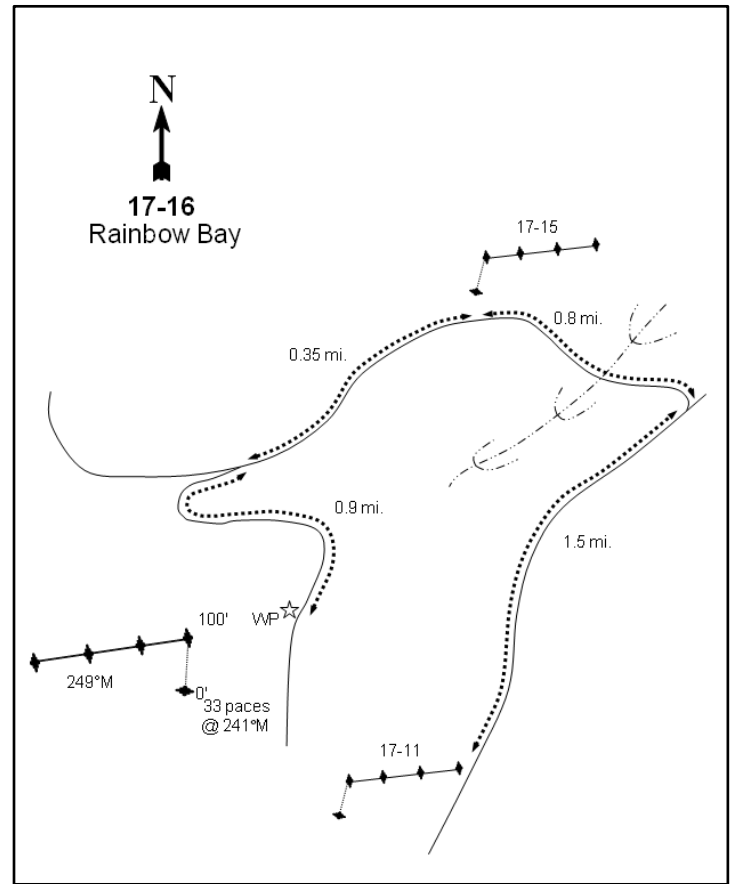 N
17-16
Rainbow Bay
17-15
0.8 mi.
0.35 mi.
0.9 mi.
1.5 mi.
WP
100'
249°M
0'
33 paces
@ 241°M
17-11